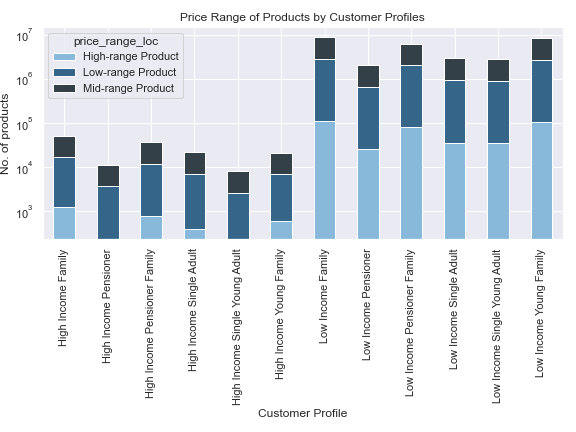 Price Range of Products by Customer Profiles
price_range_loc
High-range Product
Low-range Product
Mid-range Product
No. of products
10⁷
10⁶
10⁵
10⁴
10³
High Income Family
High Income Pensioner
High Income Pensioner Family
High Income Single Adult
High Income Single Young Adult
High Income Young Family
Low Income Family
Low Income Pensioner
Low Income Pensioner Family
Low Income Single Adult
Low Income Single Young Adult
Low Income Young Family
Customer Profile